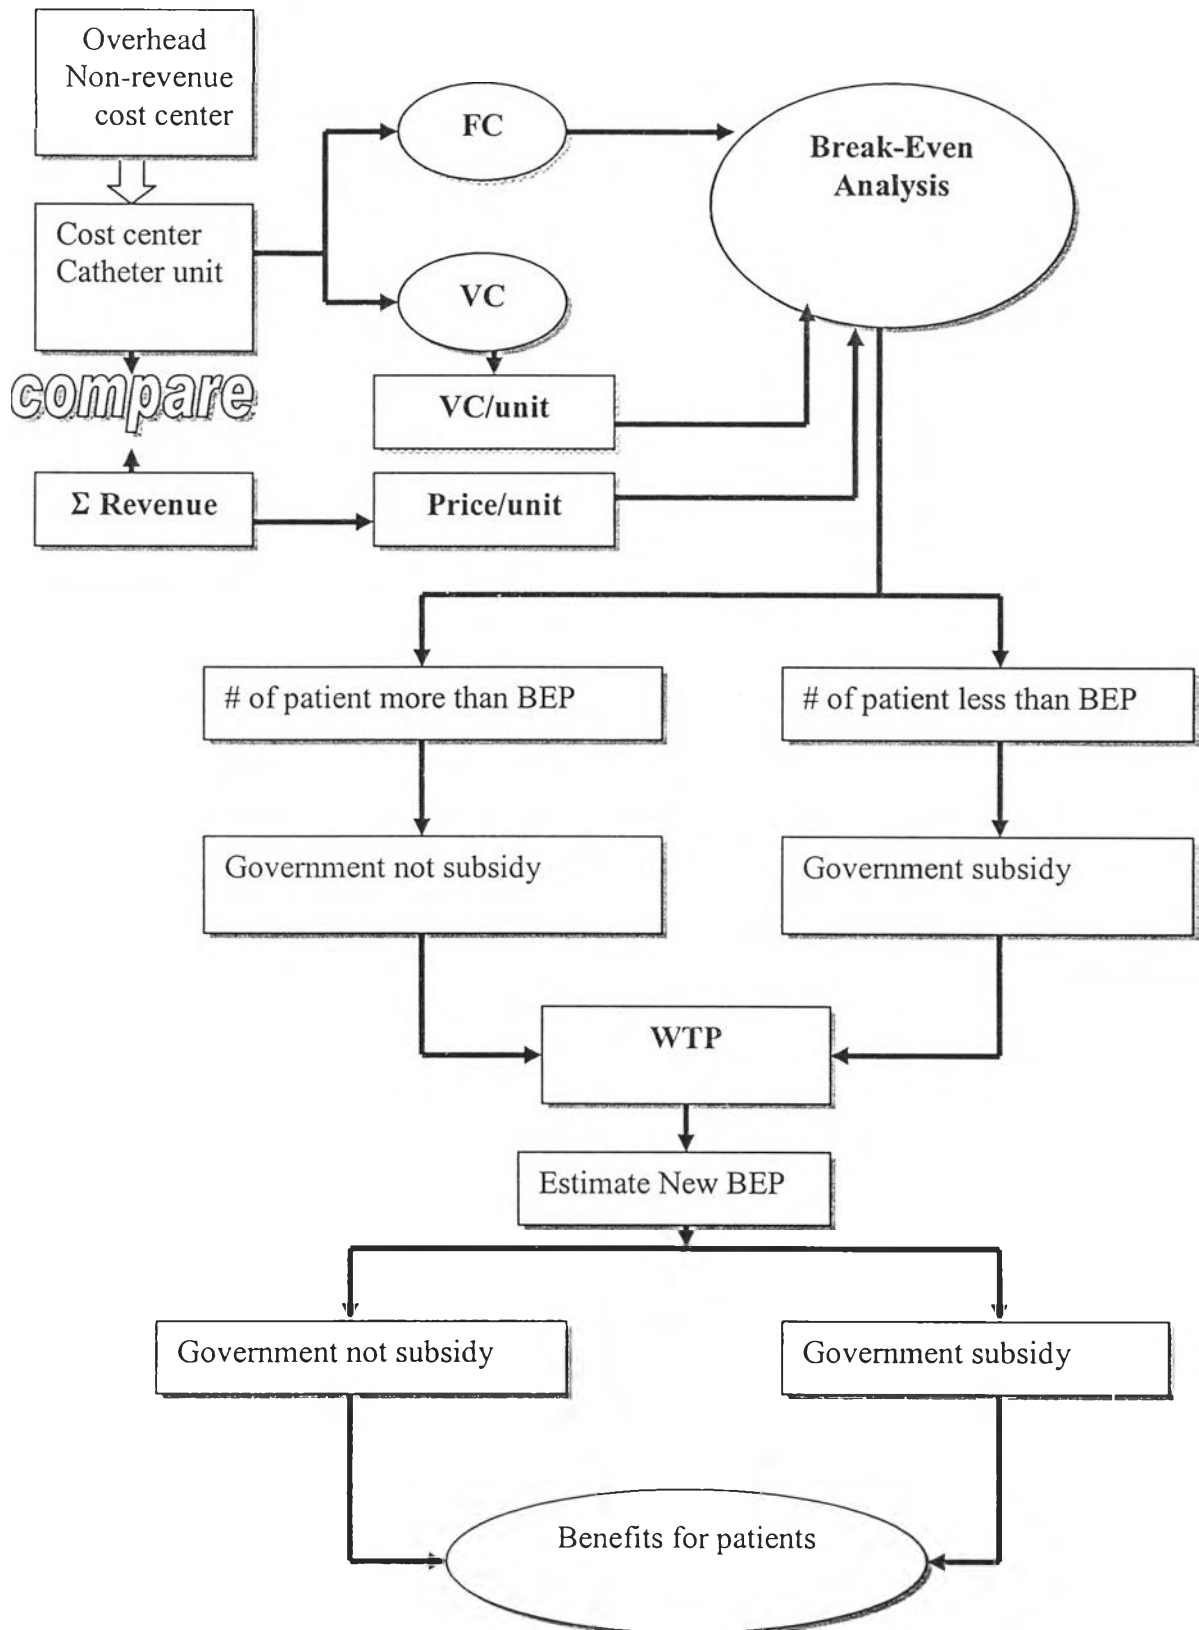 Overhead
Non-revenue
cost center
FC
Break-Even
Analysis
Cost center
Catheter unit
VC
compare
VC/unit
Σ Revenue
Price/unit
# of patient more than BEP
# of patient less than BEP
Government not subsidy
Government subsidy
WTP
Estimate New BEP
Government not subsidy
Government subsidy
Benefits for patients